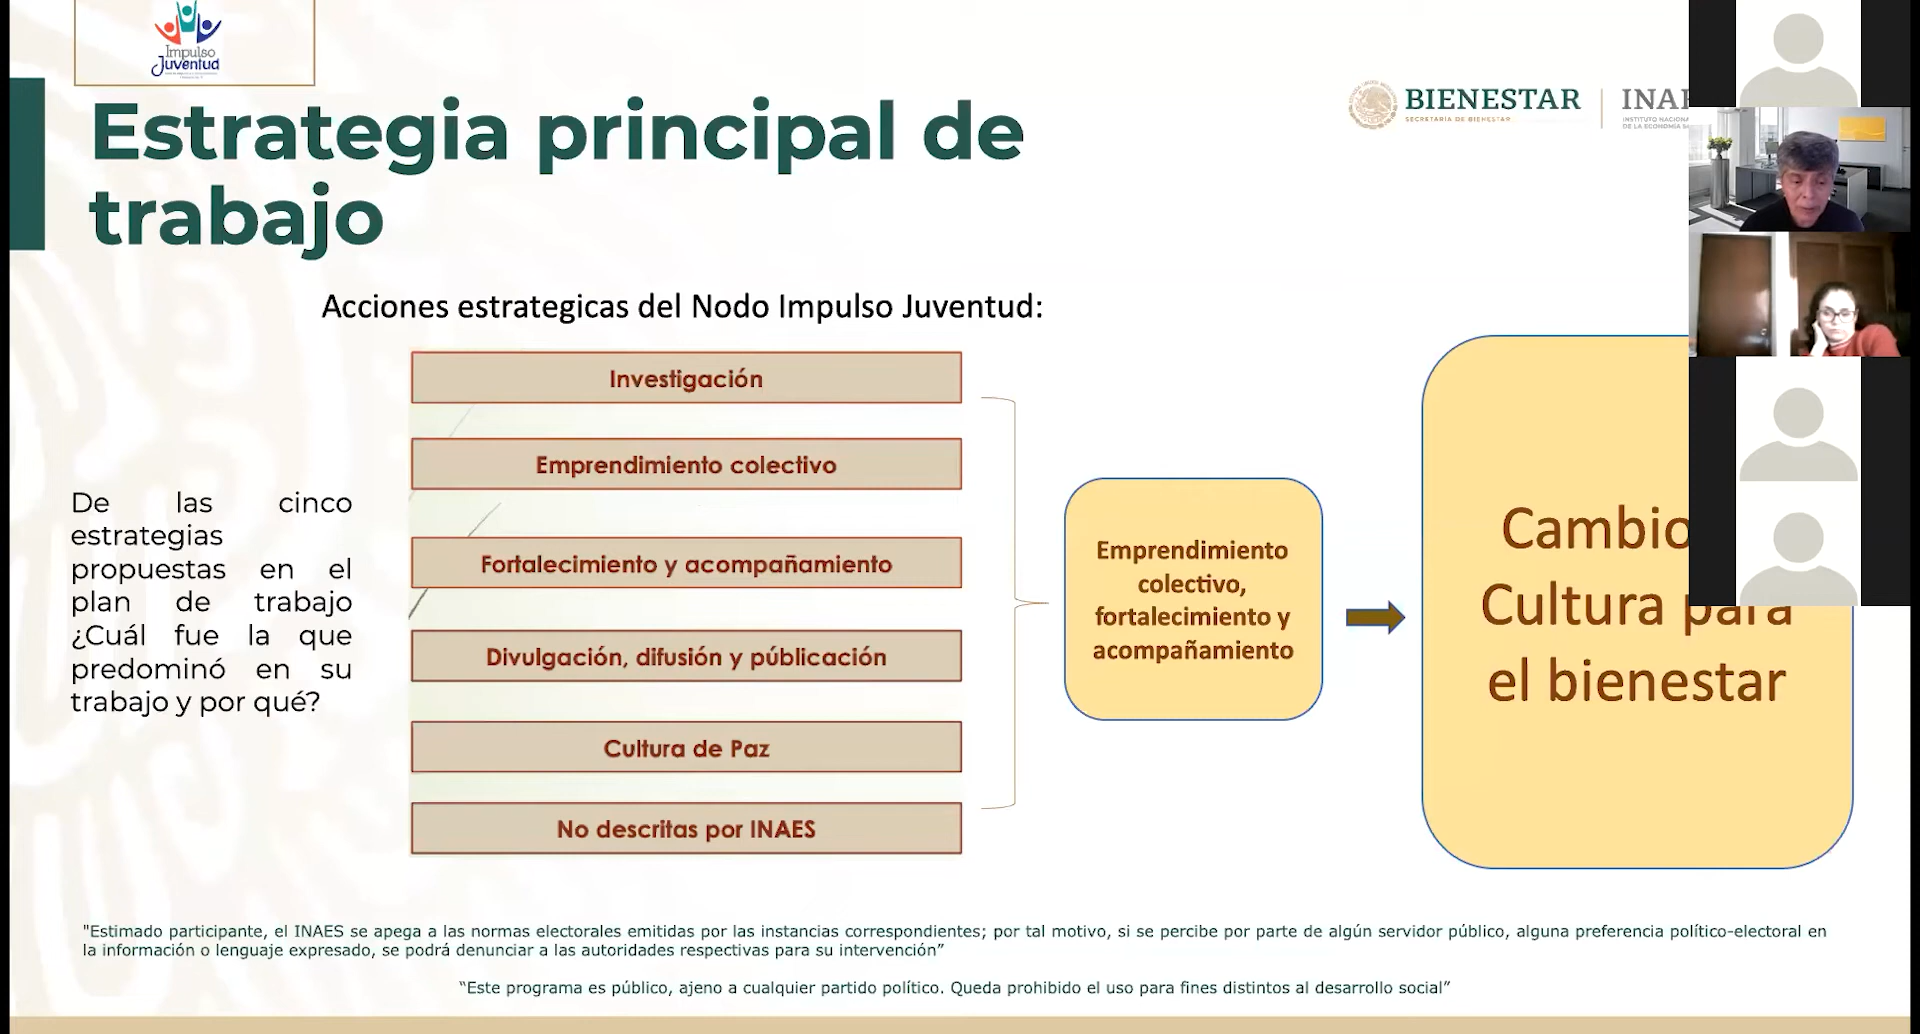 Impulso
Juventud
Estrategia principal de
trabajo
BIENESTAR
SECRETARÍA DE BIENESTAR
INSTITUTO NACIONA
DE LA ECONOMÍA
Acciones estrategicas del Nodo Impulso Juventud:
De las cinco
estrategias
propuestas en el
plan de trabajo
¿Cuál fue la que
predominó en su
trabajo y por qué?
Investigación
Emprendimiento colectivo
Fortalecimiento y acompañamiento
Divulgación, difusión y públicación
Cultura de Paz
No descritas por INAES
Emprendimiento
colectivo,
fortalecimiento y
acompañamiento
Cambio
Cultura para
el bienestar
"Estimado participante, el INAES se apega a las normas electorales emitidas por las instancias correspondientes; por tal motivo, si se percibe por parte de algún servidor público, alguna preferencia político-electoral en
la información o lenguaje expresado, se podrá denunciar a las autoridades respectivas para su intervención”
“Este programa es público, ajeno a cualquier partido político. Queda prohibido el uso para fines distintos al desarrollo social”